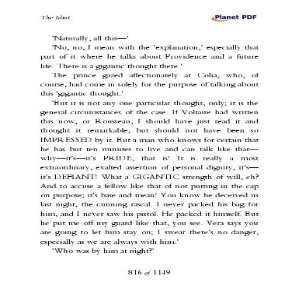 The Idiot
Planet PDF
'Naturally, all this—'
'No, no, I mean with the 'explanation,' especially that
part of it where he talks about Providence and a future
life. There is a gigantic thought there.'
The prince gazed affectionately at Colia, who, of
course, had come in solely for the purpose of talking about
this 'gigantic thought.'
'But it is not any one particular thought, only; it is the
general circumstances of the case. If Voltaire had written
this now, or Rousseau, I should have just read it and
thought it remarkable, but should not have been so
IMPRESSED by it. But a man who knows for certain that
he has but ten minutes to live and can talk like that—
why—it's—it's PRIDE, that is! It is really a most
extraordinary, exalted assertion of personal dignity, it's—
it's DEFIANT! What a GIGANTIC strength of will, eh?
And to accuse a fellow like that of not putting in the cap
on purpose; it's base and mean! You know he deceived us
last night, the cunning rascal. I never packed his bag for
him, and I never saw his pistol. He packed it himself. But
he put me off my guard like that, you see. Vera says you
are going to let him stay on; I swear there's no danger,
especially as we are always with him.'
'Who was by him at night?'
816 of 1149